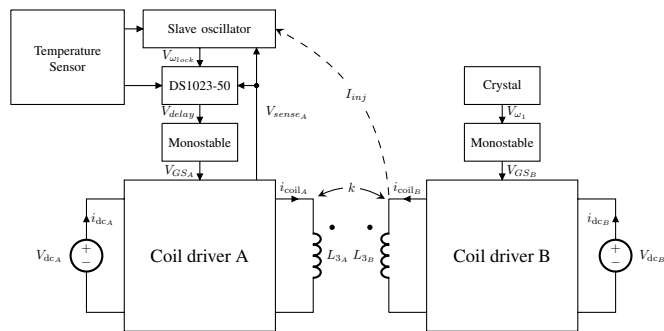 Temperature
Sensor
Slave oscillator
V_{ω_{lock}}
DS1023-50
V_{delay}
V_{sense_A}
Monostable
V_{GS_A}
I_{inj}
Crystal
V_{ω_1}
Monostable
V_{GS_B}
i_{coil_A}
k
i_{coil_B}
i_{dc_A}
i_{dc_B}
V_{dc_A}
+
−
Coil driver A
L_{3_A}
L_{3_B}
Coil driver B
+
−
V_{dc_B}